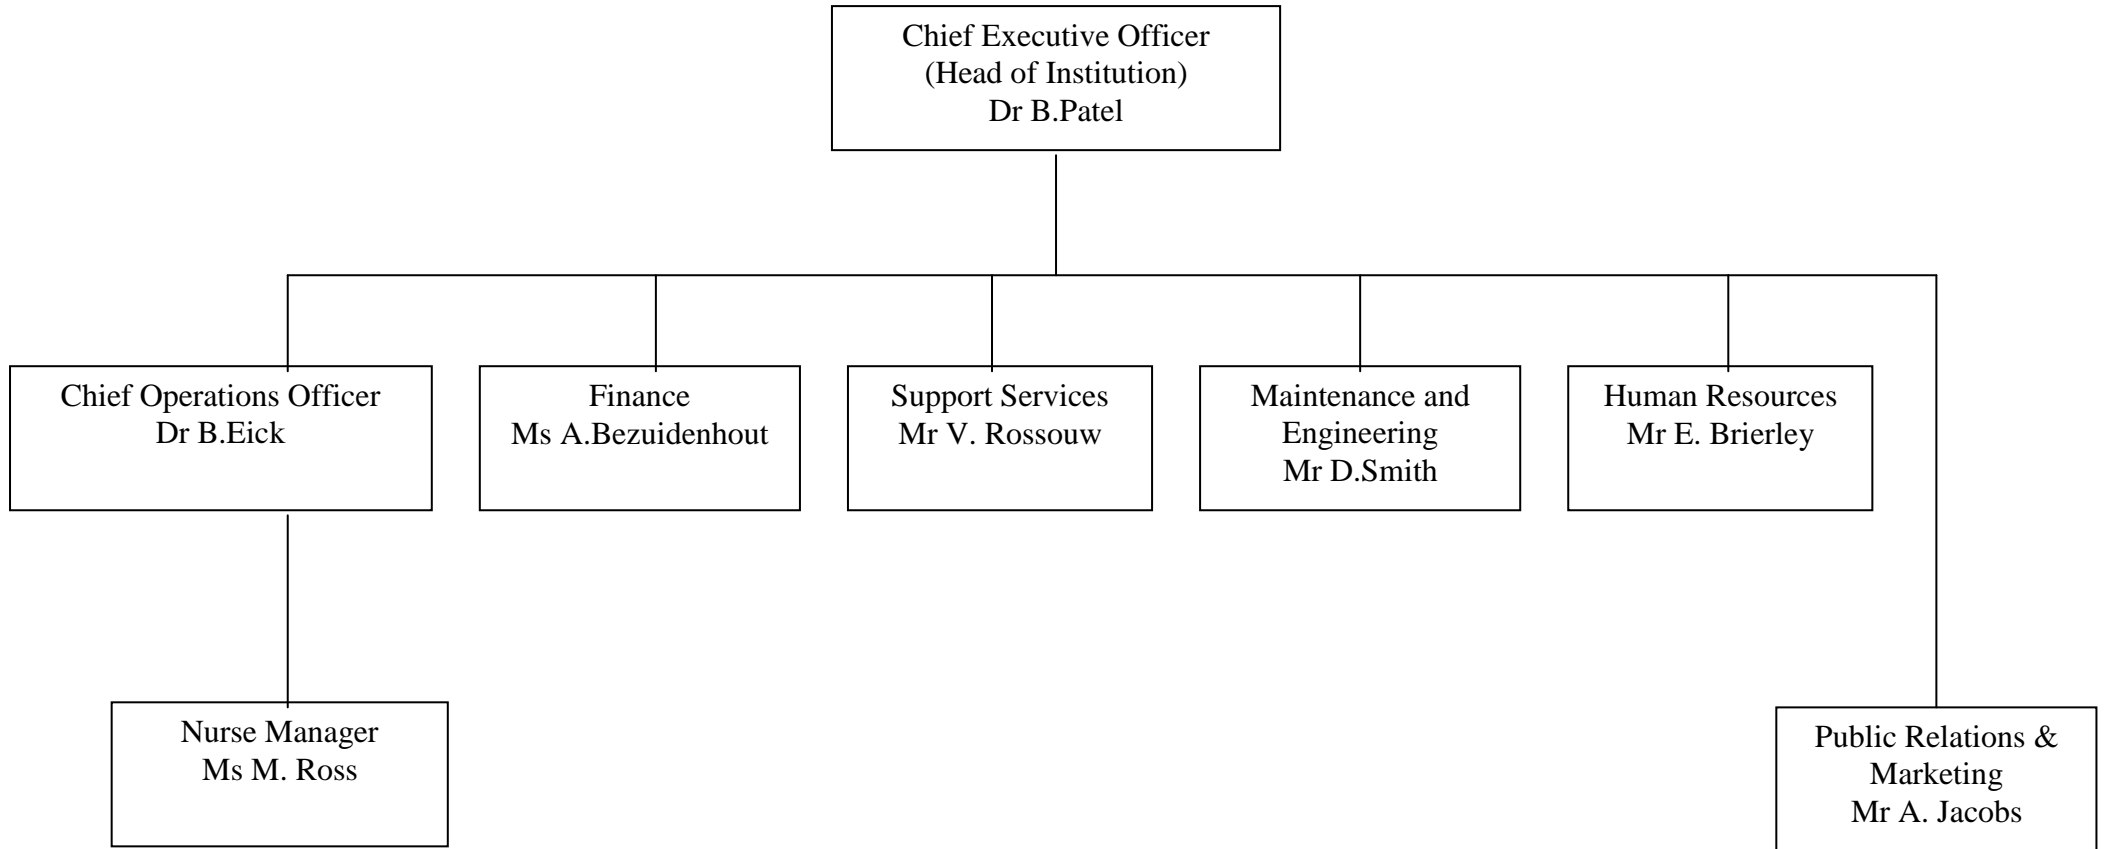 Chief Executive Officer
(Head of Institution)
Dr B.Patel
Chief Operations Officer
Dr B.Eick
Finance
Ms A.Bezuidenhout
Support Services
Mr V. Rossouw
Maintenance and
Engineering
Mr D.Smith
Human Resources
Mr E. Brierley
Nurse Manager
Ms M. Ross
Public Relations &
Marketing
Mr A. Jacobs